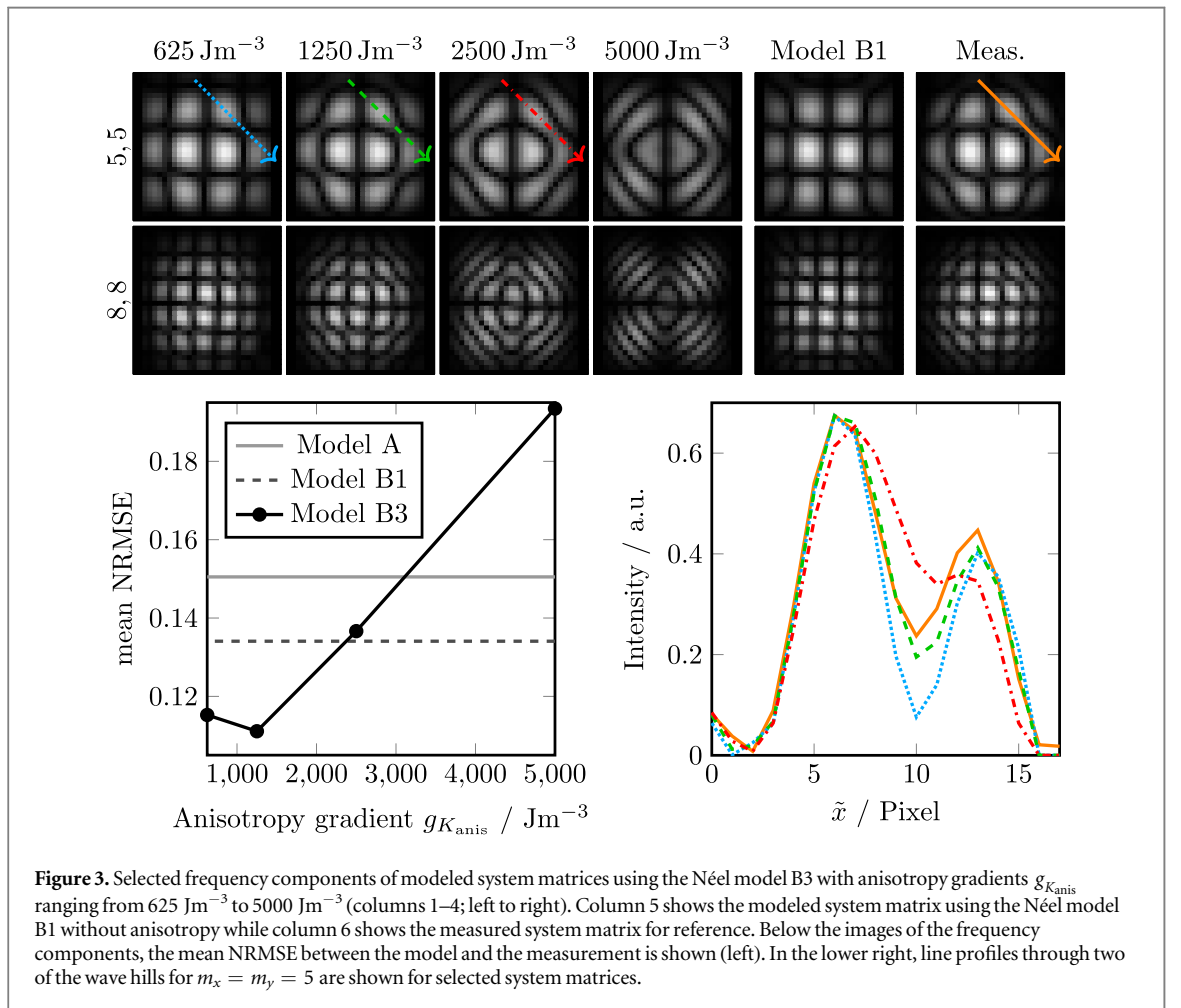 625 Jm−3 1250 Jm−3 2500 Jm−3 5000 Jm−3 Model B1 Meas.
5,5
8,8
mean NRMSE
0.18
0.16
0.14
0.12
Model A
Model B1
Model B3
1,000 2,000 3,000 4,000 5,000
Anisotropy gradient gKanis / Jm−3
Intensity / a.u.
0.6
0.4
0.2
0
0 5 10 15
x̃ / Pixel
Figure 3. Selected frequency components of modeled system matrices using the Néel model B3 with anisotropy gradients gKanis
ranging from 625 Jm−3 to 5000 Jm−3 (columns 1–4; left to right). Column 5 shows the modeled system matrix using the Néel model
B1 without anisotropy while column 6 shows the measured system matrix for reference. Below the images of the frequency
components, the mean NRMSE between the model and the measurement is shown (left). In the lower right, line profiles through two
of the wave hills for mx = my = 5 are shown for selected system matrices.